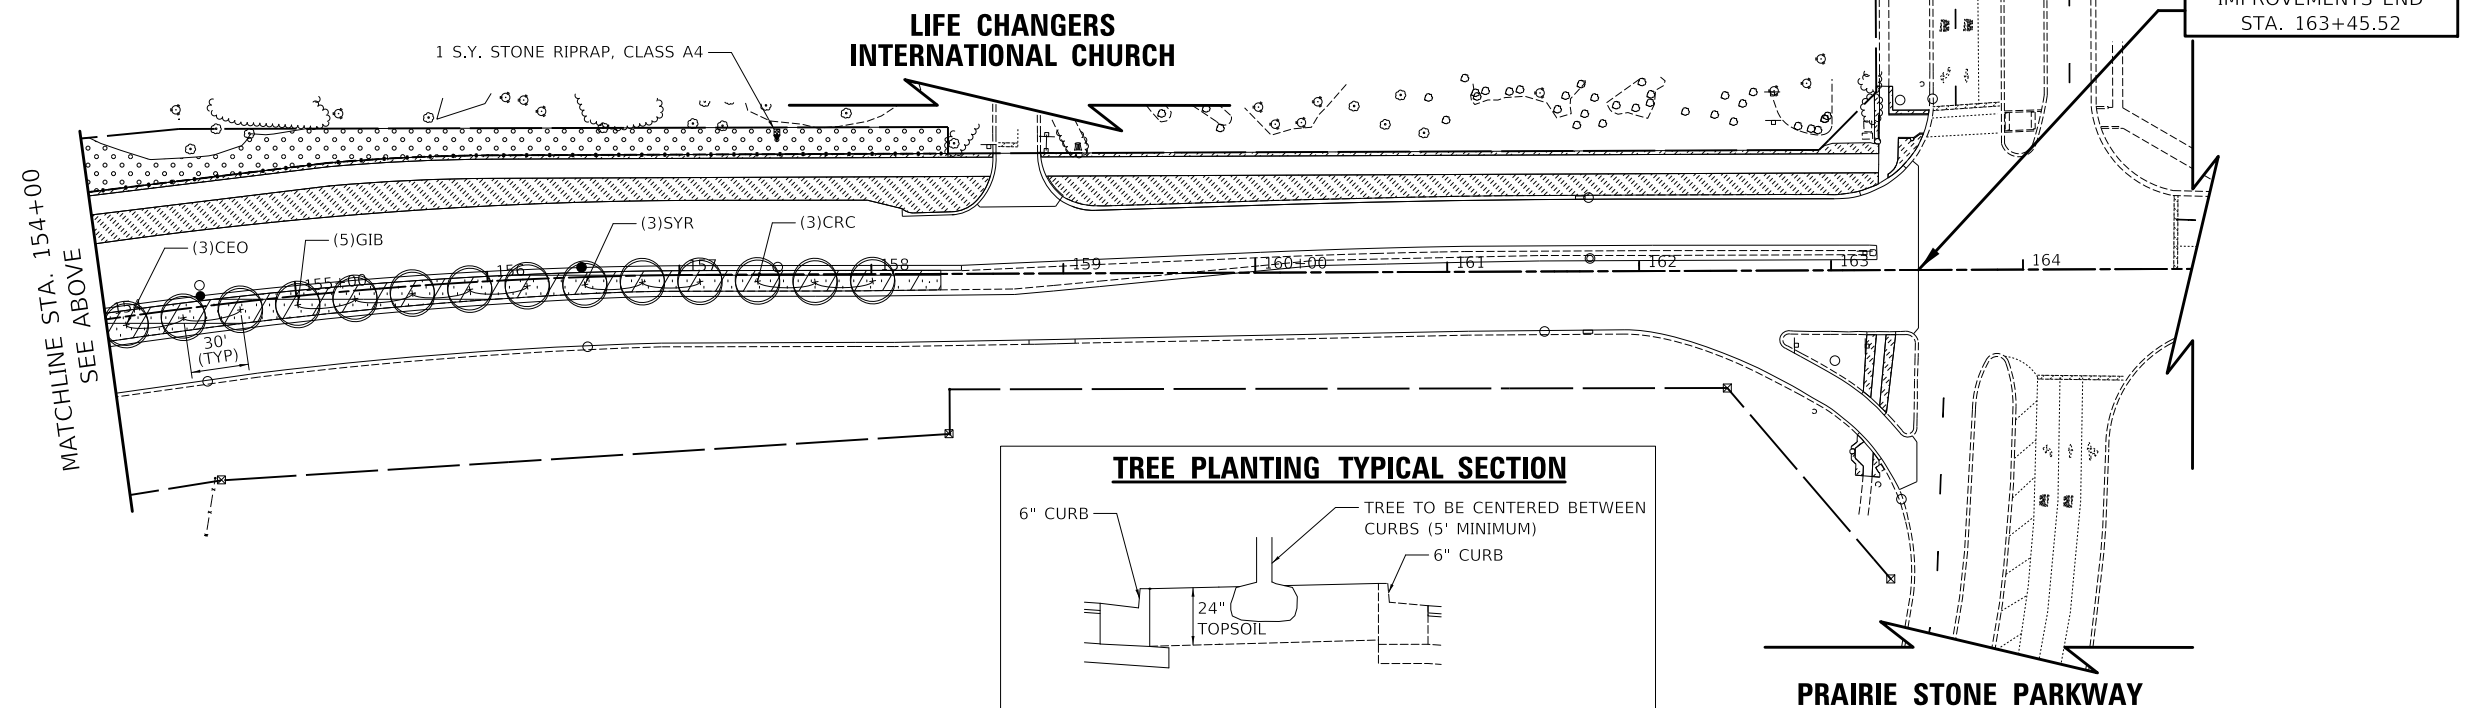 LIFE CHANGERS
INTERNATIONAL CHURCH
1 S.Y. STONE RIPRAP, CLASS A4
IMPROVEMENTS END
STA. 163+45.52
MATCHLINE STA. 154+00
SEE ABOVE
(3)CEO
(5)GIB
(3)SYR
(3)CRC
154
155+00
156
157
158
159
160+00
161
162
163
164
30'
(TYP)
TREE PLANTING TYPICAL SECTION
6" CURB
TREE TO BE CENTERED BETWEEN
CURBS (5' MINIMUM)
6" CURB
24"
TOPSOIL
PRAIRIE STONE PARKWAY